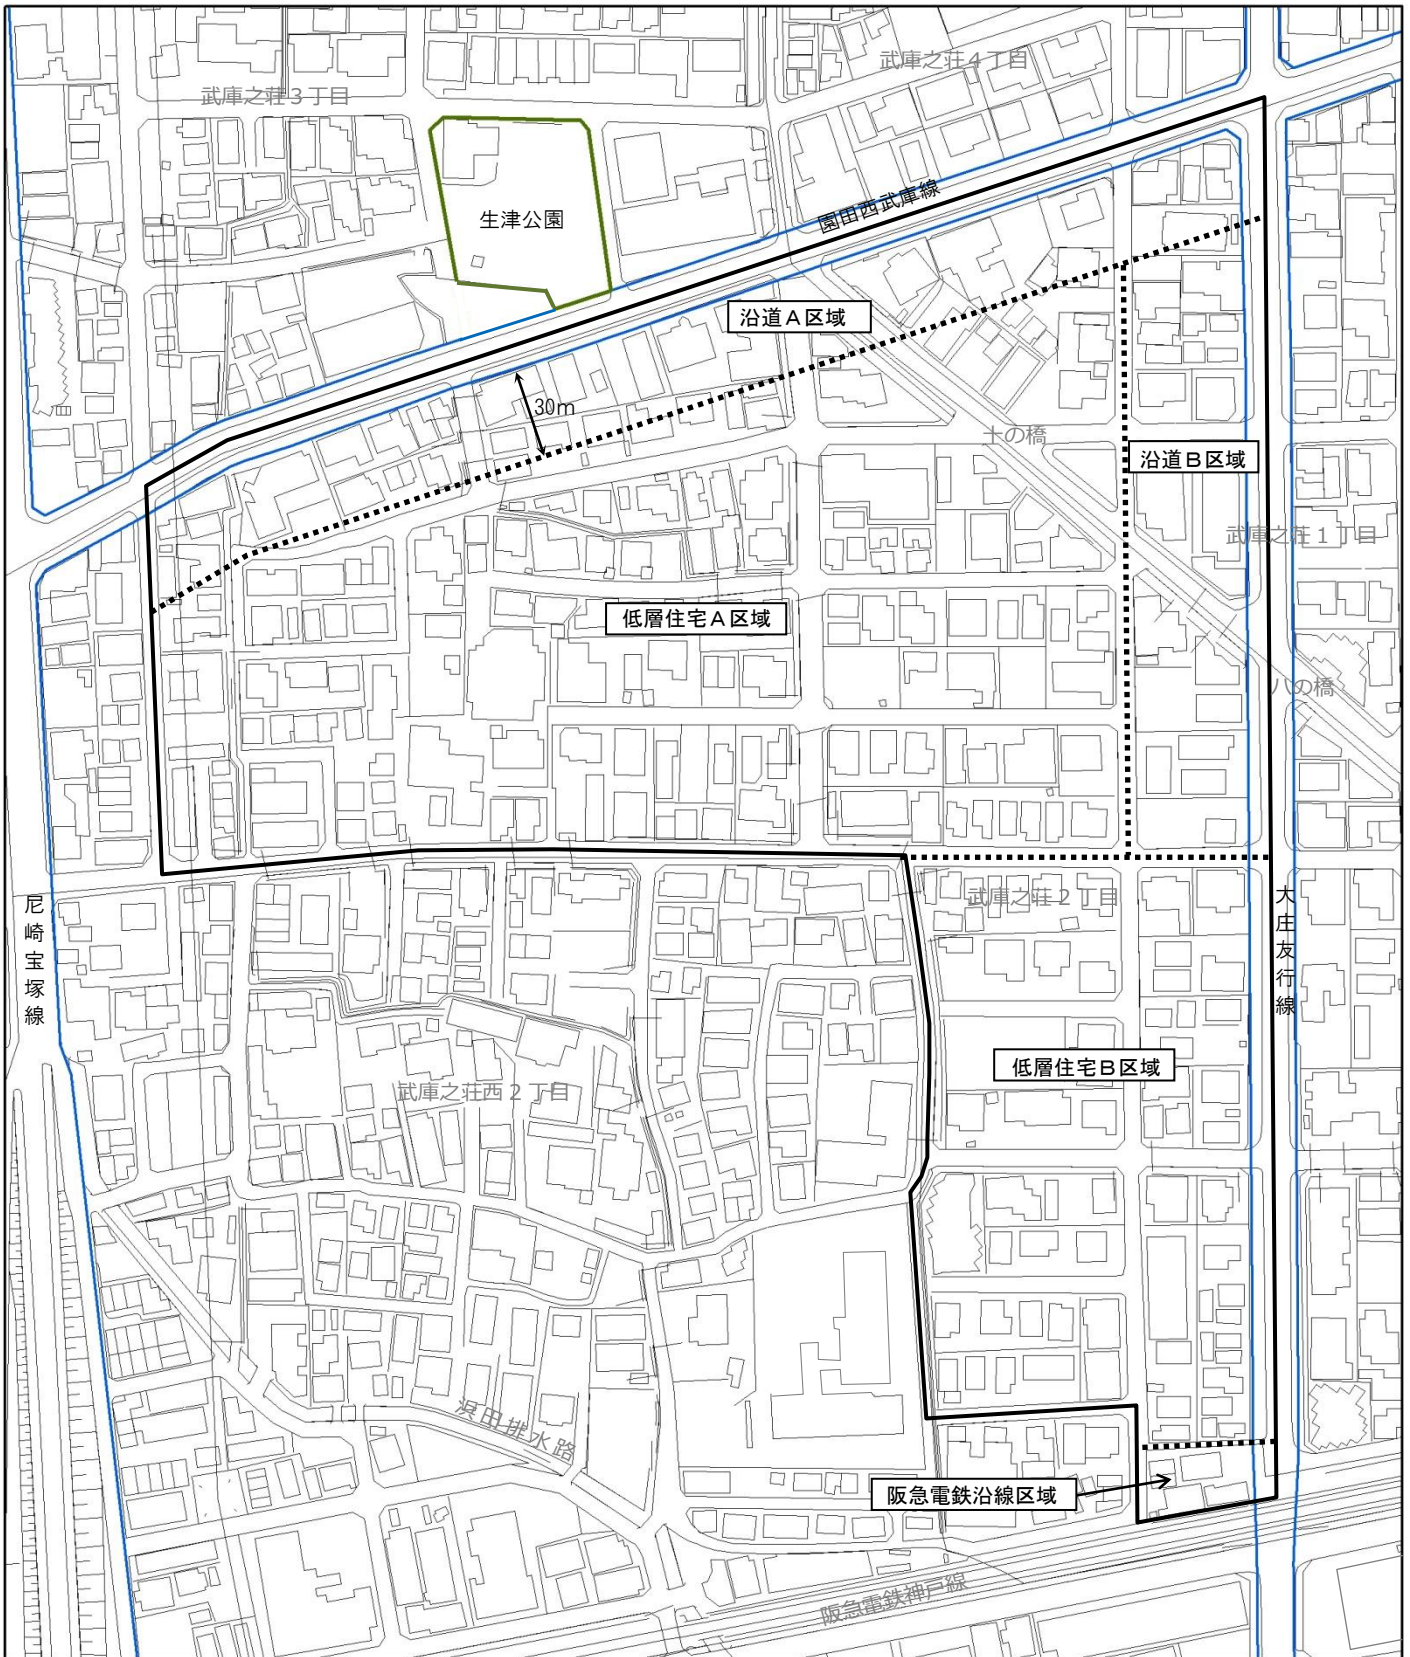 武庫之荘４丁目
武庫之荘３丁目
生津公園
園田西武庫線
沿道Ａ区域
30m
土の橋
沿道Ｂ区域
武庫之荘１丁目
低層住宅Ａ区域
八の橋
武庫之荘２丁目
尼崎宝塚線
大庄友行線
低層住宅Ｂ区域
武庫之荘西２丁目
浜田排水路
阪急電鉄沿線区域
阪急電鉄神戸線